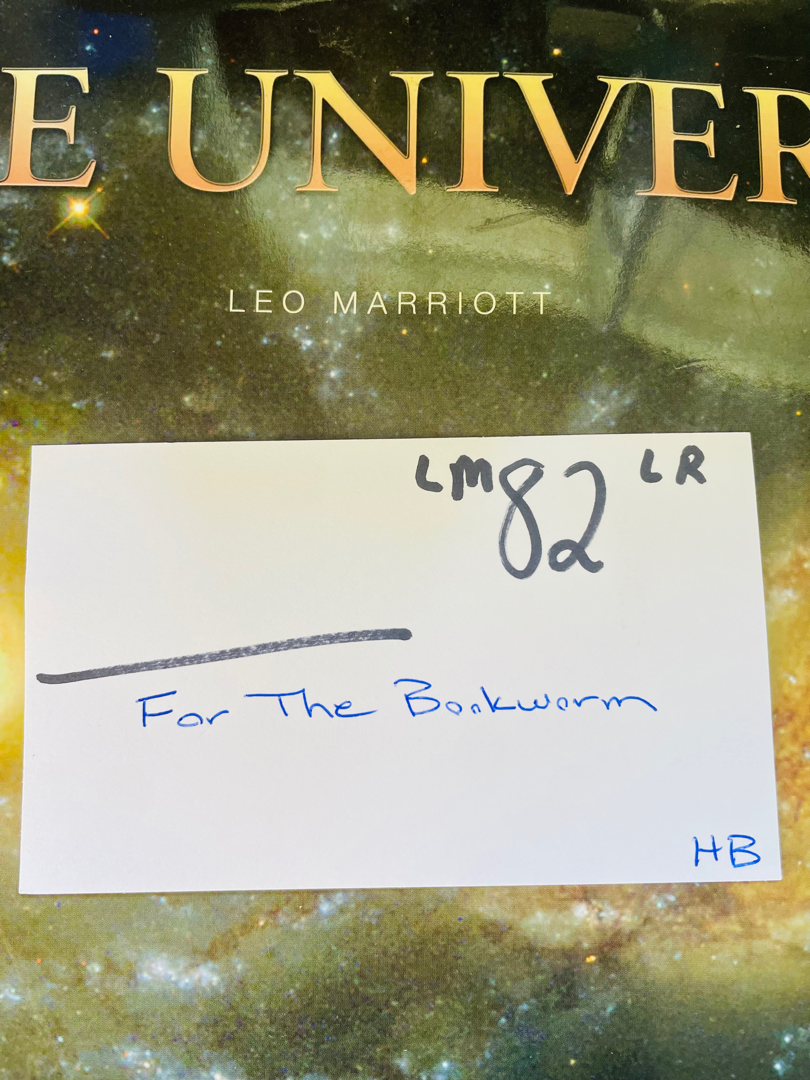 E UNIVER
LEO MARRIOTT
LM 82 LR
For The Bookworm
HB